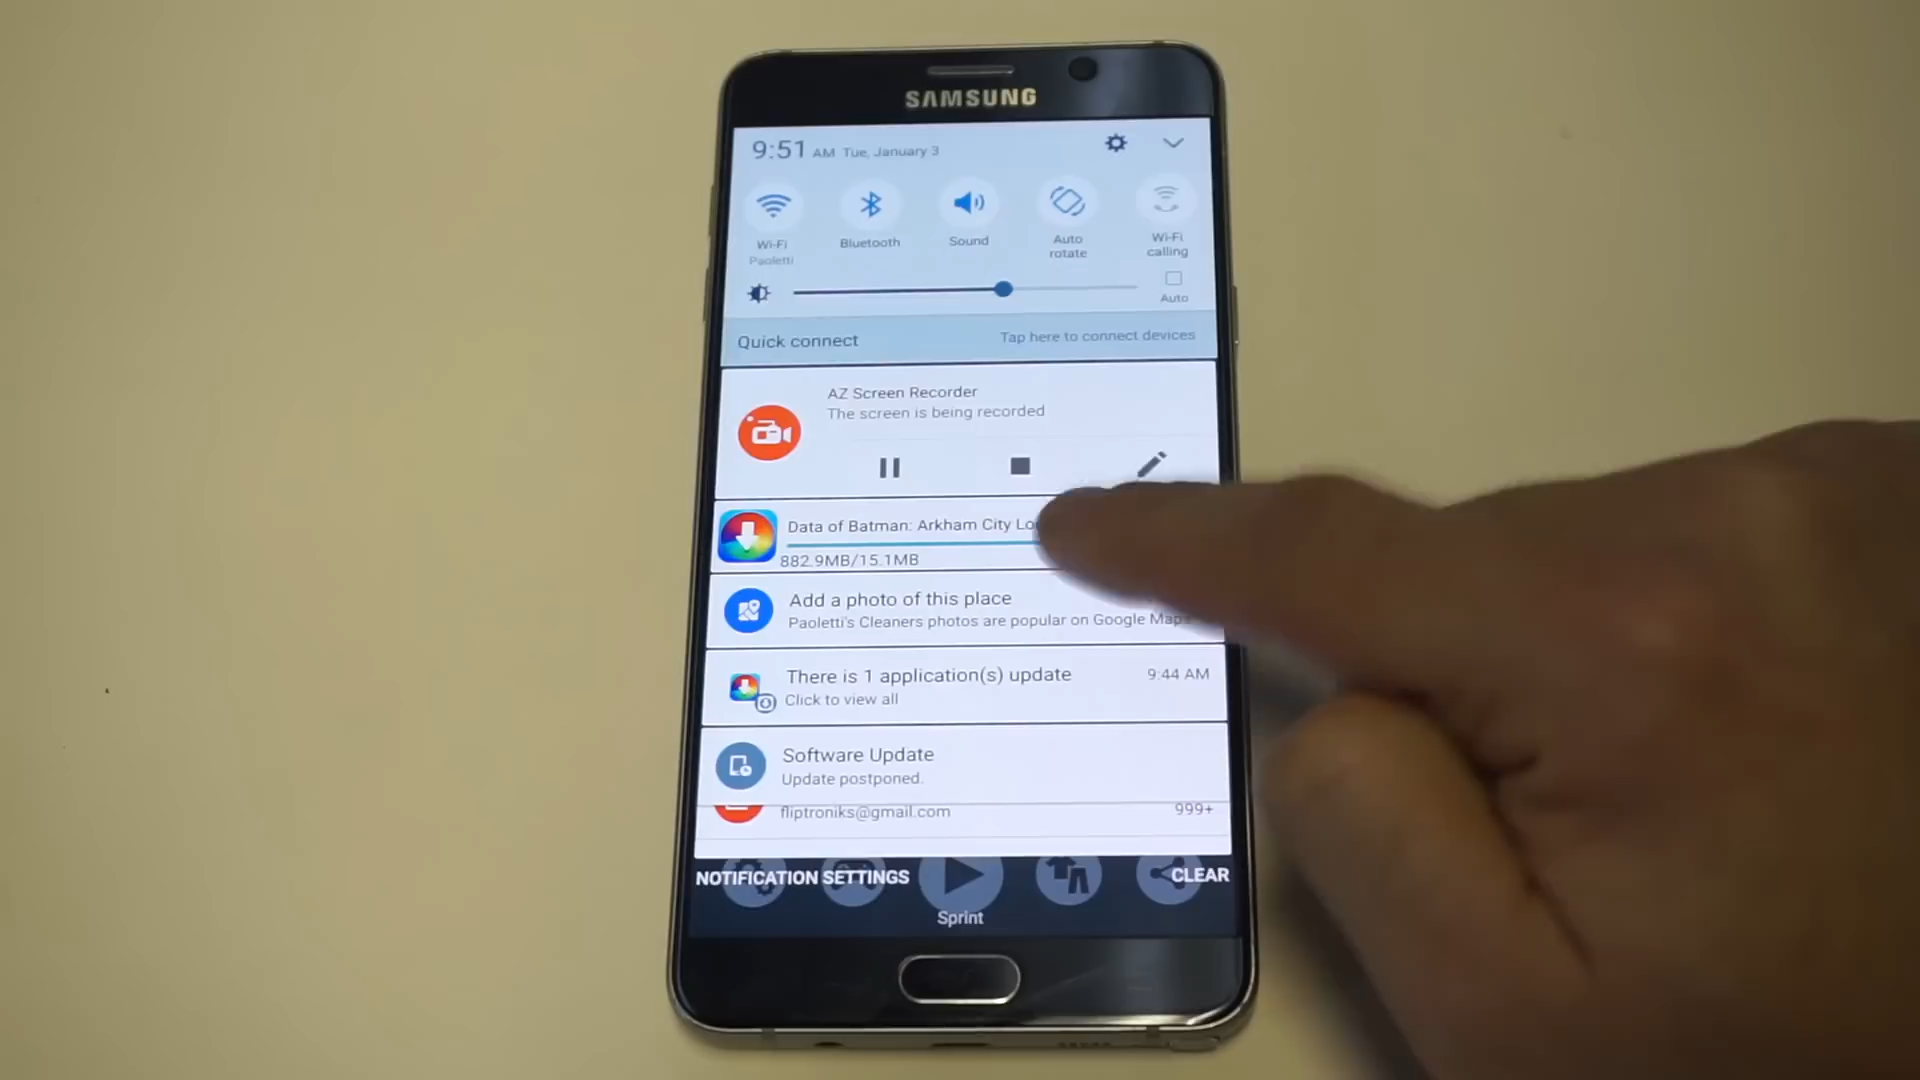 SAMSUNG
9:51 AM Tue, January 3
Wi-Fi
Paoletti
Bluetooth
Sound
Auto
rotate
Wi-Fi
calling
Auto
Quick connect Tap here to connect devices
AZ Screen Recorder
The screen is being recorded
Data of Batman: Arkham City Lo
882.9MB/15.1MB
Add a photo of this place
Paoletti's Cleaners photos are popular on Google Maps
There is 1 application(s) update 9:44 AM
Click to view all
Software Update
Update postponed.
fliptroniks@gmail.com 999+
NOTIFICATION SETTINGS CLEAR
Sprint